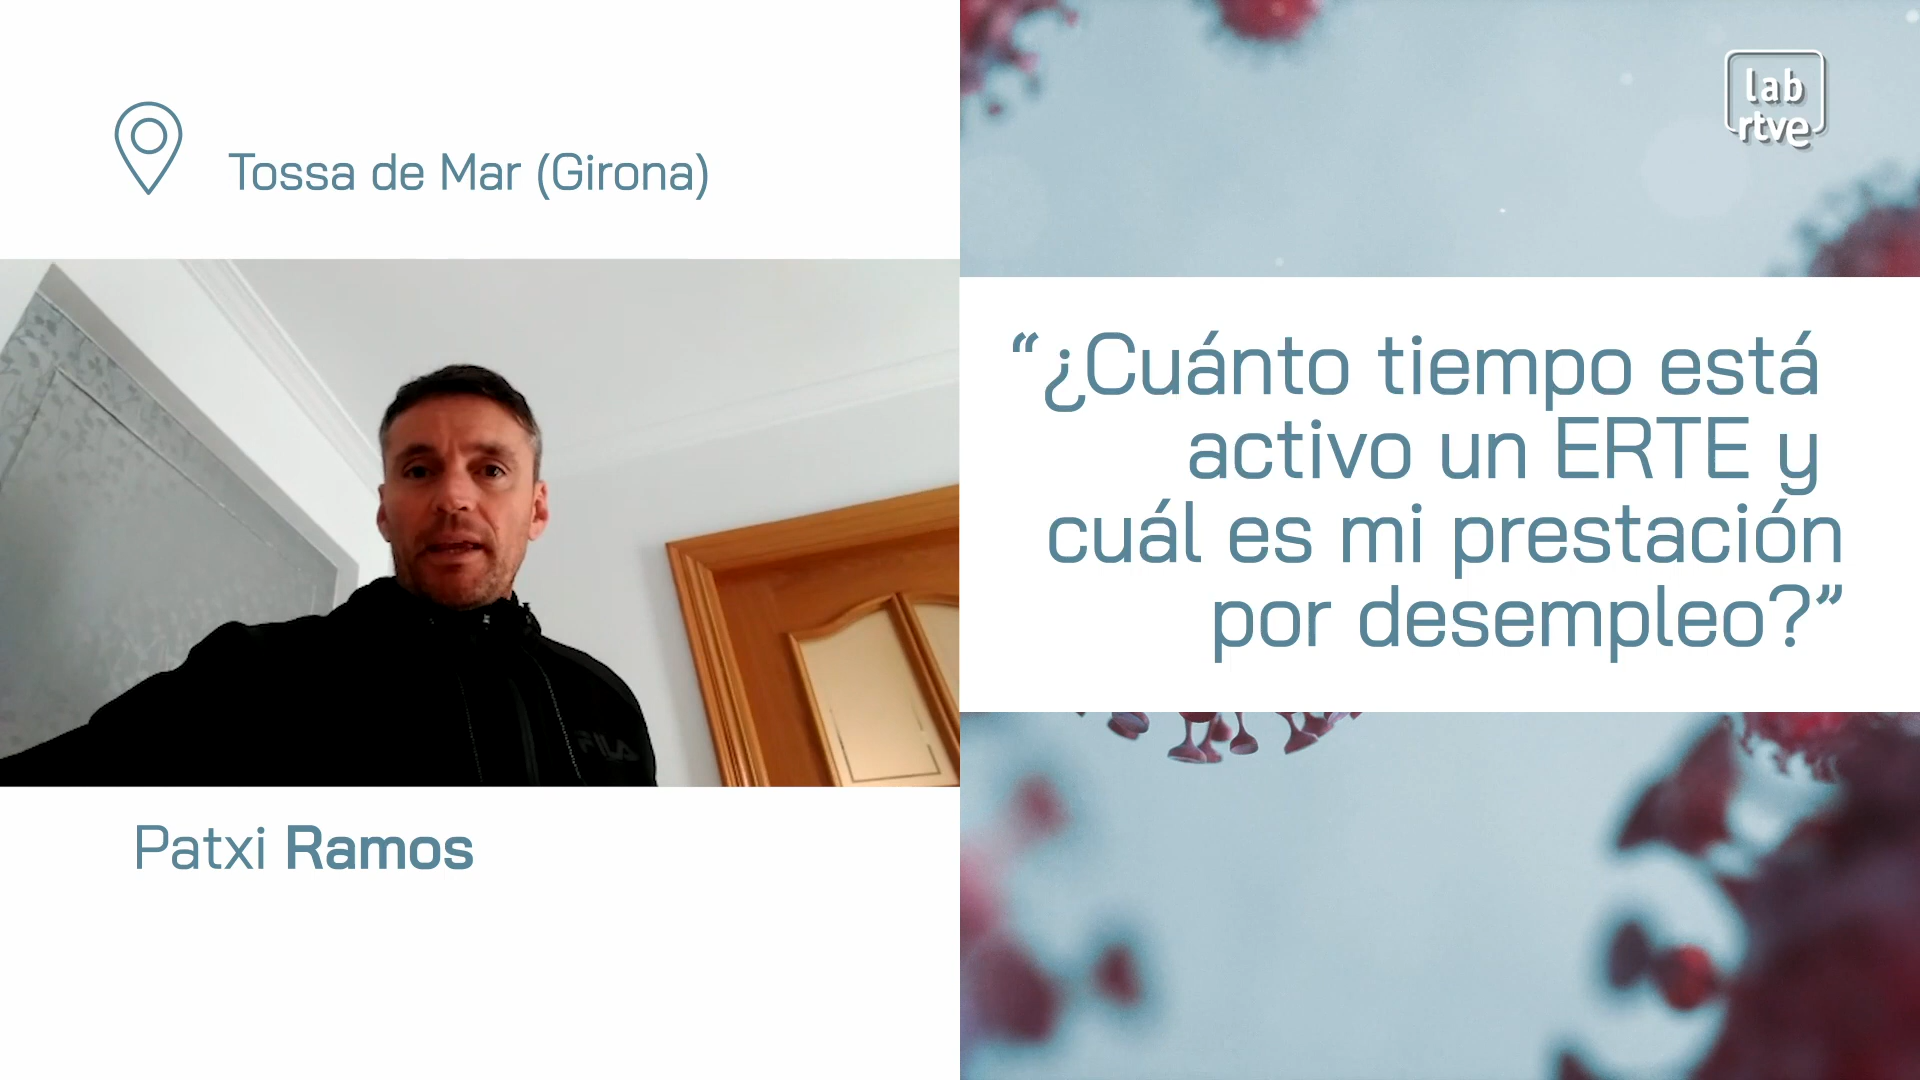 Tossa de Mar (Girona)
Patxi Ramos
lab
rtve
“¿Cuánto tiempo está
activo un ERTE y
cuál es mi prestación
por desempleo?”
FILA